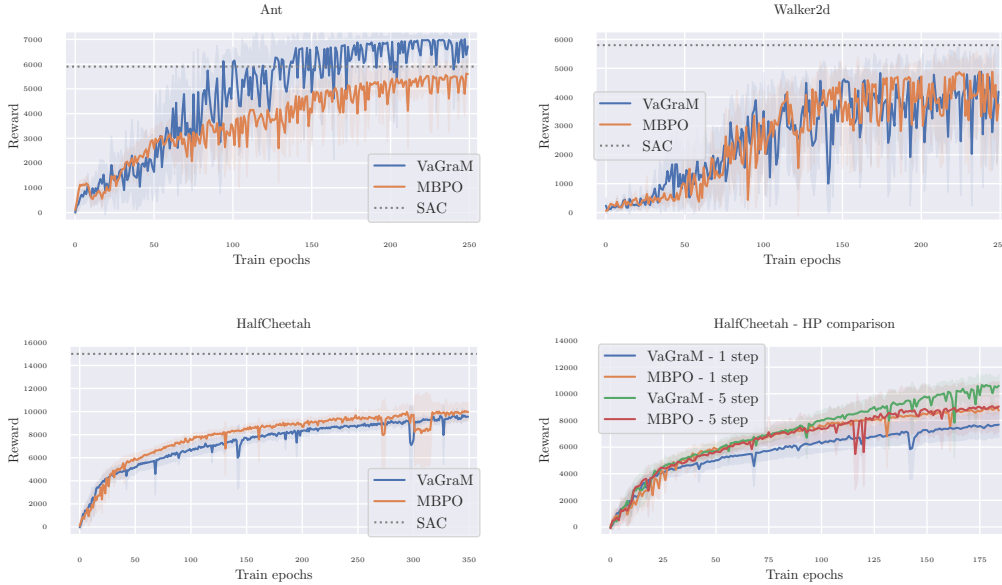 Ant
7000
6000
5000
4000
3000
2000
1000
0
Reward
VaGraM
MBPO
SAC
0 50 100 150 200 250
Train epochs
Walker2d
6000
5000
4000
3000
2000
1000
0
Reward
VaGraM
MBPO
SAC
0 50 100 150 200 250
Train epochs
HalfCheetah
16000
14000
12000
10000
8000
6000
4000
2000
0
Reward
VaGraM
MBPO
SAC
0 50 100 150 200 250 300 350
Train epochs
HalfCheetah - HP comparison
14000
12000
10000
8000
6000
4000
2000
0
Reward
VaGraM - 1 step
MBPO - 1 step
VaGraM - 5 step
MBPO - 5 step
0 25 50 75 100 125 150 175
Train epochs